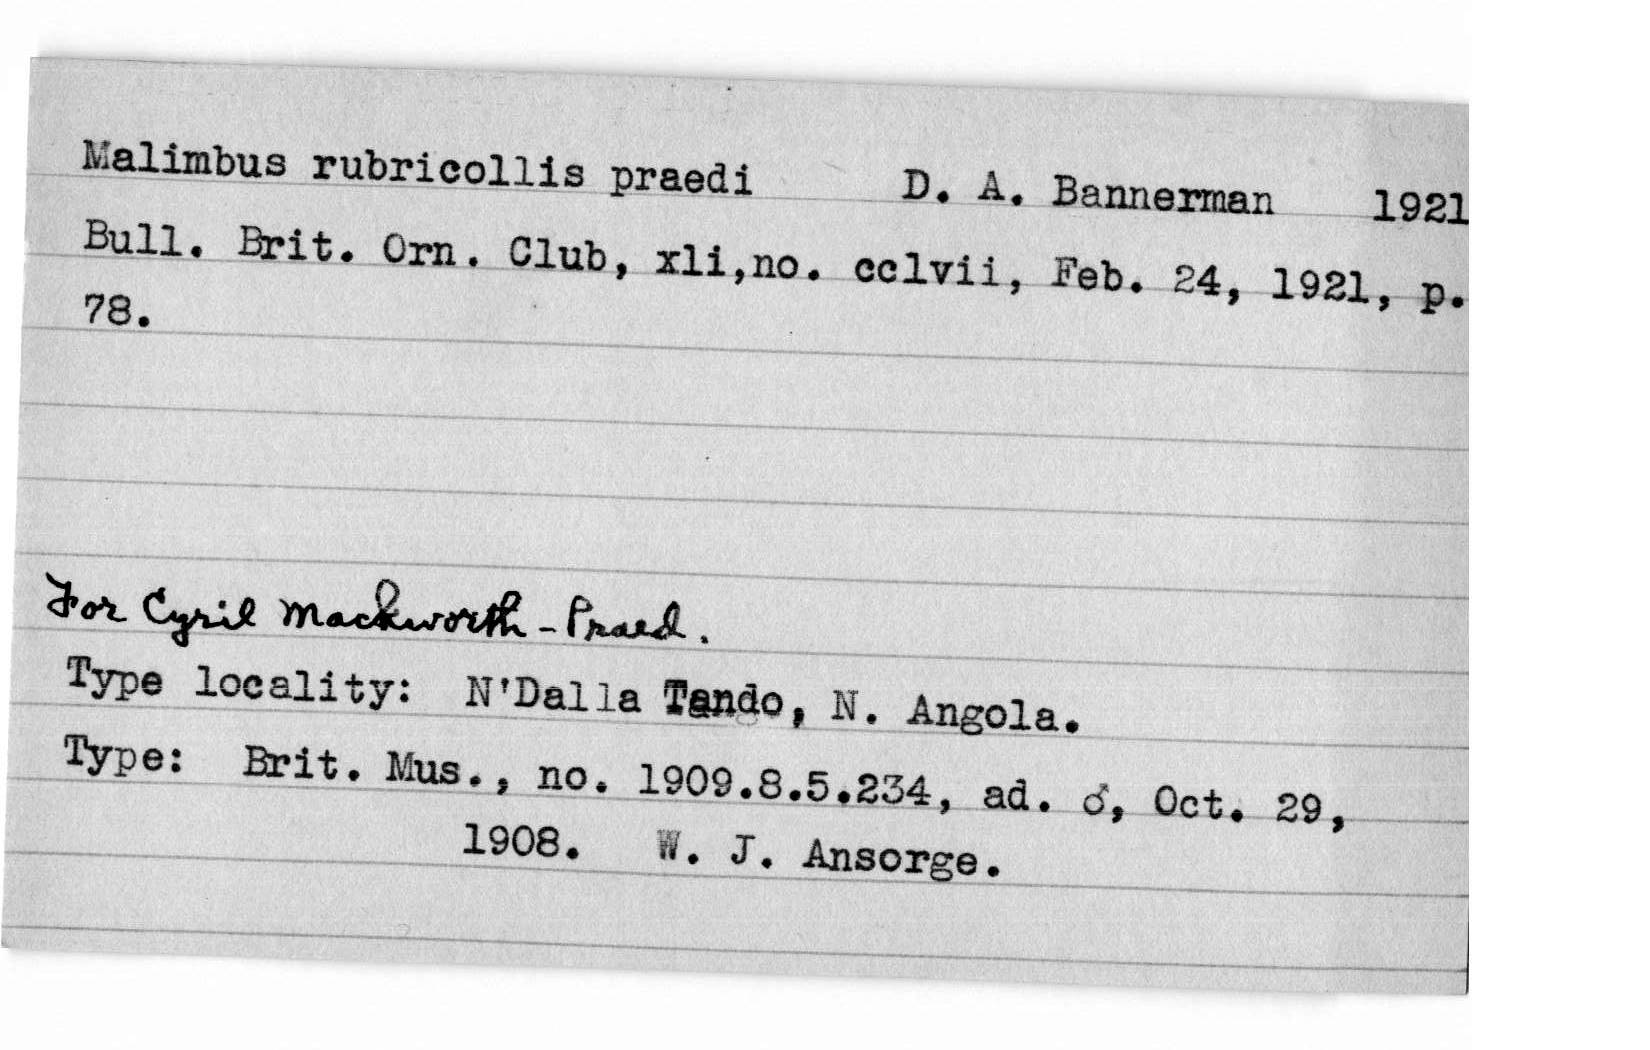 Malimbus rubricollis praedi D. A. Bannerman 1921
Bull. Brit. Orn. Club, xli,no. cclvii, Feb. 24, 1921, p.
78.
For Cyril Mackworth-Praed.
Type locality: N'Dalla Tando, N. Angola.
Type: Brit. Mus., no. 1909.8.5.234, ad. ♂, Oct. 29,
1908. W. J. Ansorge.